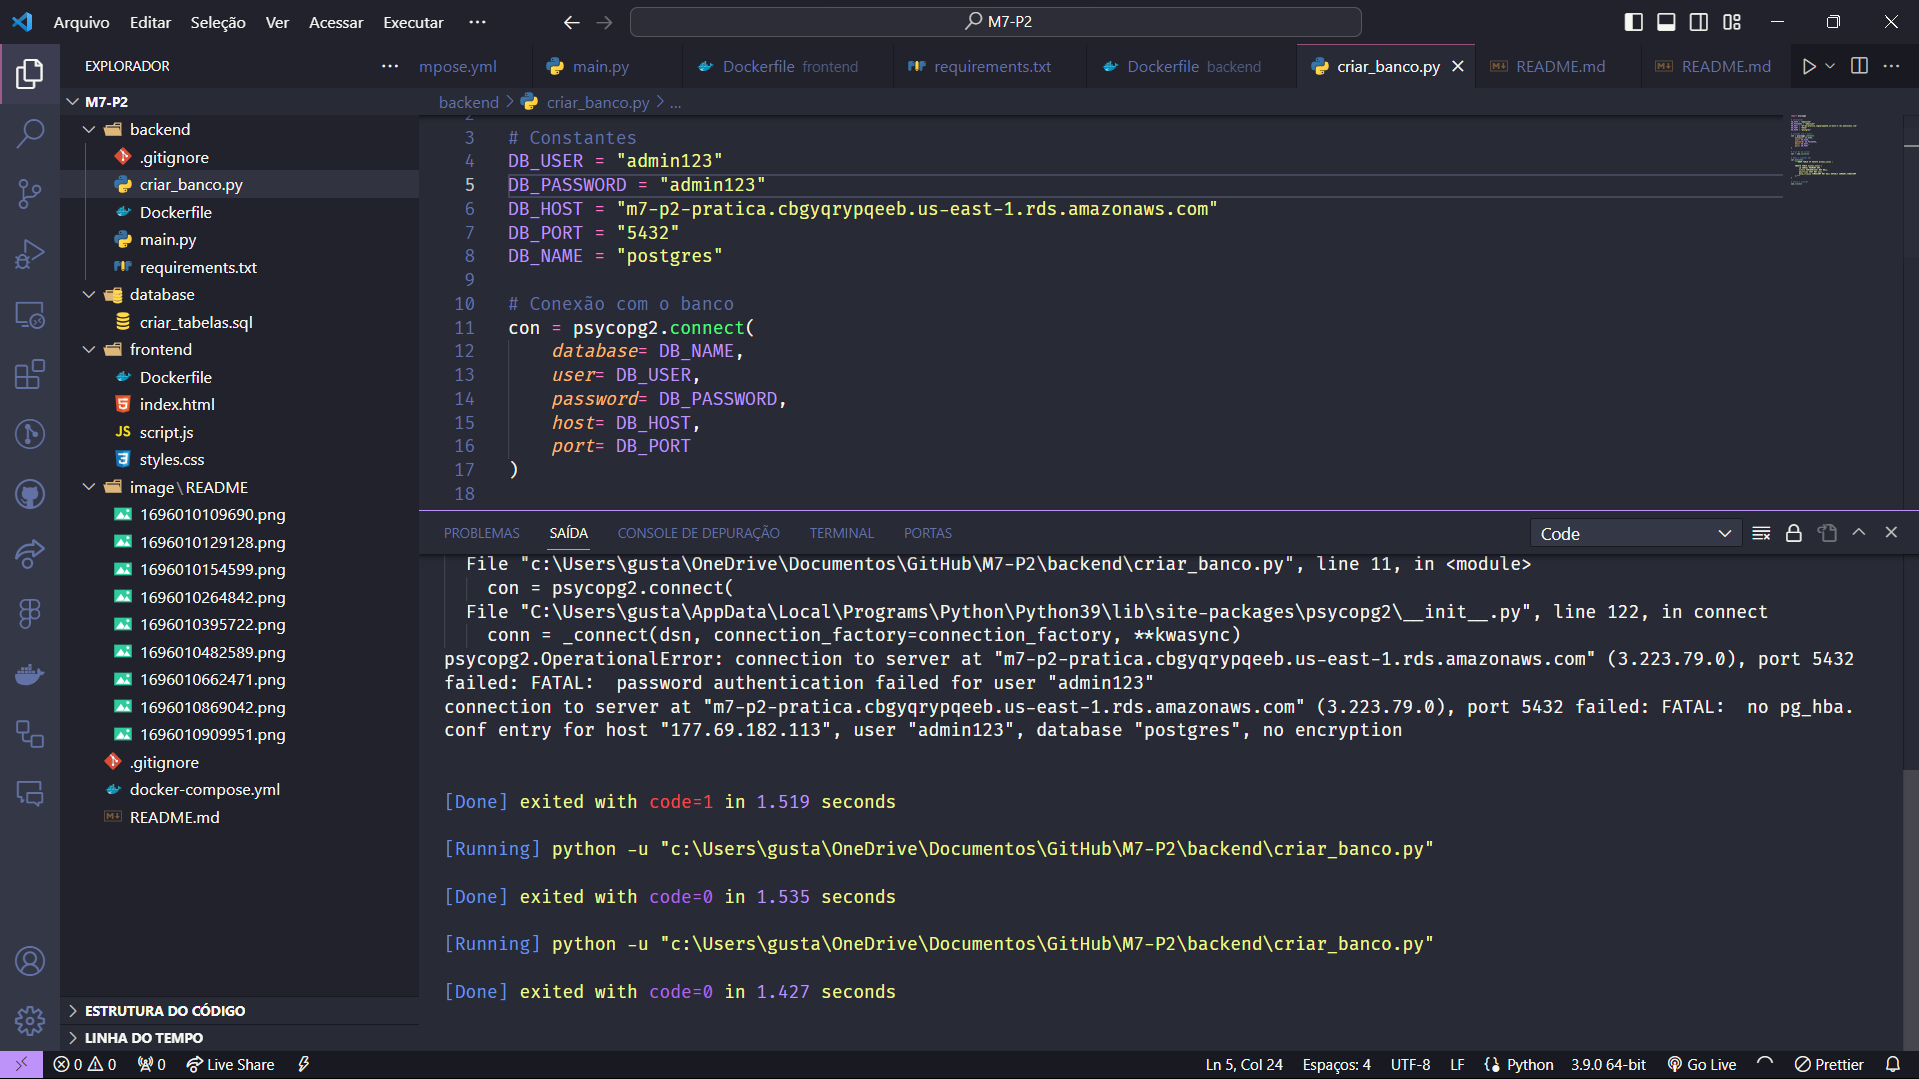 Arquivo Editar Seleção Ver Acessar Executar ··· M7-P2
EXPLORADOR ···
mpose.yml main.py Dockerfile frontend requirements.txt Dockerfile backend criar_banco.py README.md README.md
M7-P2
backend
.gitignore
criar_banco.py
Dockerfile
main.py
requirements.txt
database
criar_tabelas.sql
frontend
Dockerfile
index.html
JS script.js
styles.css
image\README
1696010109690.png
1696010129128.png
1696010154599.png
1696010264842.png
1696010395722.png
1696010482589.png
1696010662471.png
1696010869042.png
1696010909951.png
.gitignore
docker-compose.yml
README.md
ESTRUTURA DO CÓDIGO
LINHA DO TEMPO
backend > criar_banco.py > ...
2
3 # Constantes
4 DB_USER = "admin123"
5 DB_PASSWORD = "admin123"
6 DB_HOST = "m7-p2-pratica.cbgyqrypqeeb.us-east-1.rds.amazonaws.com"
7 DB_PORT = "5432"
8 DB_NAME = "postgres"
9
10 # Conexão com o banco
11 con = psycopg2.connect(
12 database= DB_NAME,
13 user= DB_USER,
14 password= DB_PASSWORD,
15 host= DB_HOST,
16 port= DB_PORT
17 )
18
PROBLEMAS SAÍDA CONSOLE DE DEPURAÇÃO TERMINAL PORTAS Code
File "c:\Users\gusta\OneDrive\Documentos\GitHub\M7-P2\backend\criar_banco.py", line 11, in <module>
con = psycopg2.connect(
File "C:\Users\gusta\AppData\Local\Programs\Python\Python39\lib\site-packages\psycopg2\__init__.py", line 122, in connect
conn = _connect(dsn, connection_factory=connection_factory, **kwasync)
psycopg2.OperationalError: connection to server at "m7-p2-pratica.cbgyqrypqeeb.us-east-1.rds.amazonaws.com" (3.223.79.0), port 5432
failed: FATAL:  password authentication failed for user "admin123"
connection to server at "m7-p2-pratica.cbgyqrypqeeb.us-east-1.rds.amazonaws.com" (3.223.79.0), port 5432 failed: FATAL:  no pg_hba.
conf entry for host "177.69.182.113", user "admin123", database "postgres", no encryption
[Done] exited with code=1 in 1.519 seconds
[Running] python -u "c:\Users\gusta\OneDrive\Documentos\GitHub\M7-P2\backend\criar_banco.py"
[Done] exited with code=0 in 1.535 seconds
[Running] python -u "c:\Users\gusta\OneDrive\Documentos\GitHub\M7-P2\backend\criar_banco.py"
[Done] exited with code=0 in 1.427 seconds
0 0 0 Live Share Ln 5, Col 24 Espaços: 4 UTF-8 LF Python 3.9.0 64-bit Go Live Prettier